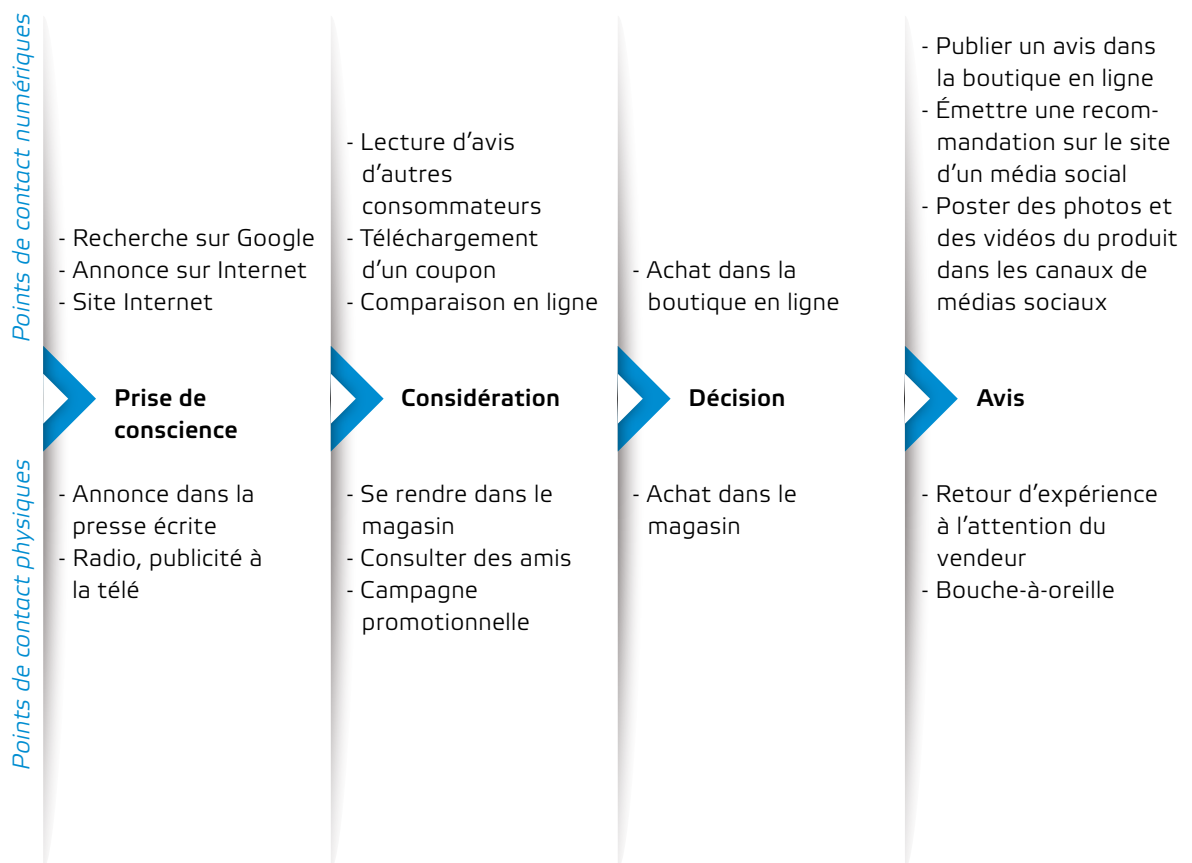 Points de contact numériques
- Recherche sur Google
- Annonce sur Internet
- Site Internet
- Lecture d'avis
d'autres
consommateurs
- Téléchargement
d'un coupon
- Comparaison en ligne
- Achat dans la
boutique en ligne
- Publier un avis dans
la boutique en ligne
- Émettre une recom-
mandation sur le site
d'un média social
- Poster des photos et
des vidéos du produit
dans les canaux de
médias sociaux
Prise de
conscience
Considération
Décision
Avis
Points de contact physiques
- Annonce dans la
presse écrite
- Radio, publicité à
la télé
- Se rendre dans le
magasin
- Consulter des amis
- Campagne
promotionnelle
- Achat dans le
magasin
- Retour d'expérience
à l'attention du
vendeur
- Bouche-à-oreille